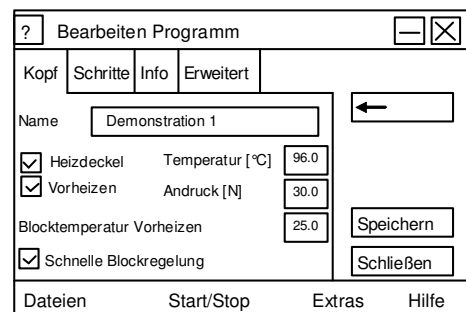 ? Bearbeiten Programm
Kopf Schritte Info Erweitert
Name Demonstration 1
Heizdeckel Temperatur [°C] 96.0
Vorheizen Andruck [N] 30.0
Blocktemperatur Vorheizen 25.0 Speichern
Schnelle Blockregelung Schließen
Dateien Start/Stop Extras Hilfe